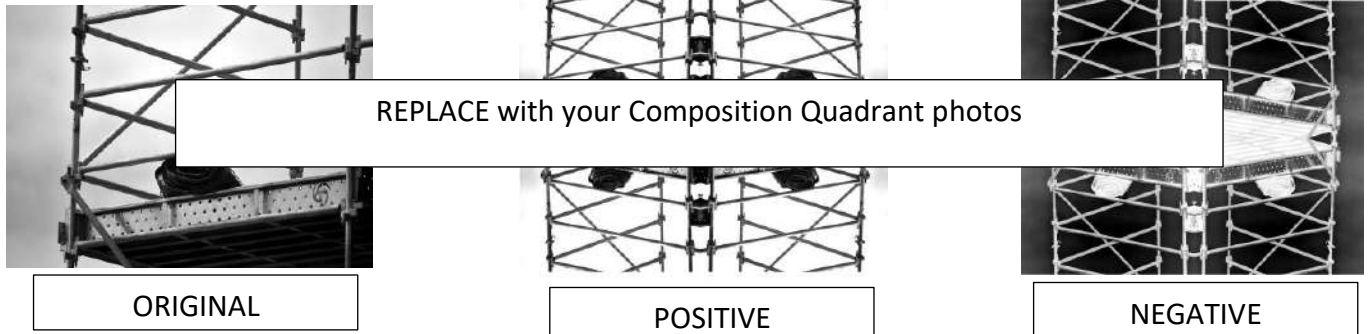 REPLACE with your Composition Quadrant photos
ORIGINAL
POSITIVE
NEGATIVE